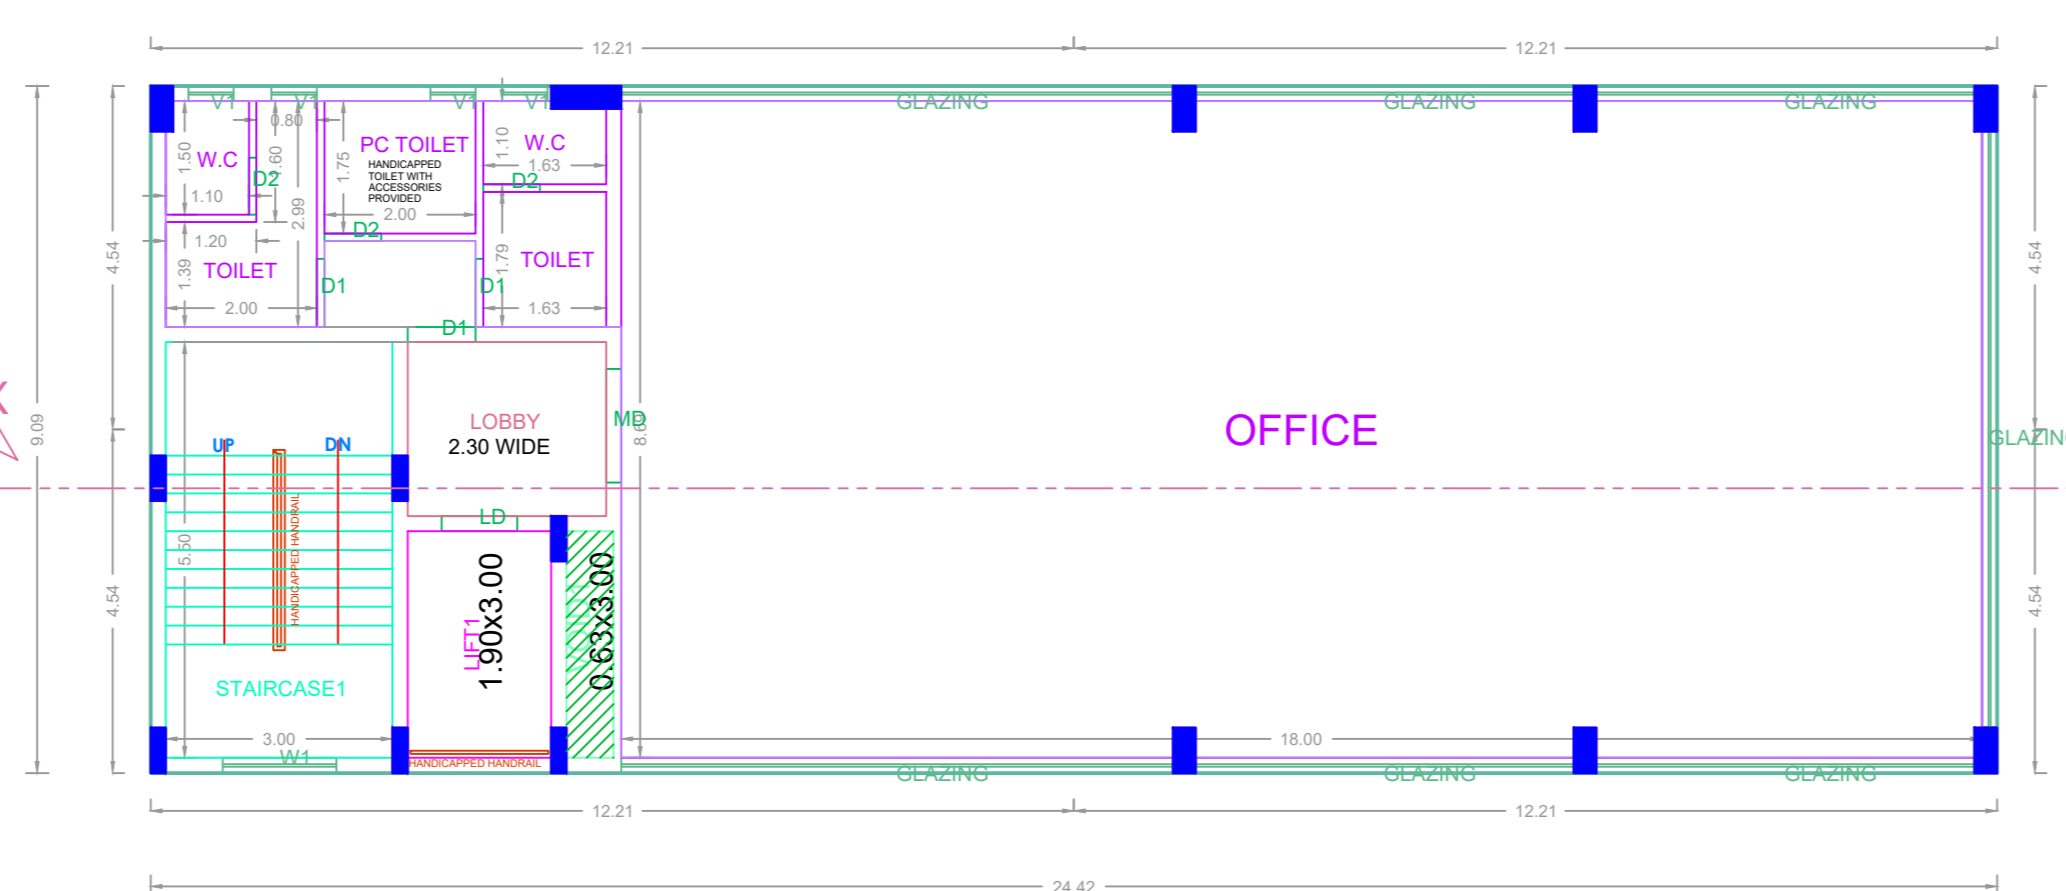 12.21
12.21
GLAZING
GLAZING
GLAZING
V1
V1
V1
V1
0.80
1.50
W.C
1.60
D2
1.10
2.99
1.20
1.39
TOILET
2.00
1.75
PC TOILET
HANDICAPPED
TOILET WITH
ACCESSORIES
PROVIDED
2.00
D2
D1
1.10
W.C
1.63
D2
1.79
TOILET
D1
1.63
D1
4.54
9.09
4.54
4.54
4.54
LOBBY
2.30 WIDE
MD
8.69
OFFICE
GLAZING
UP
DN
HANDICAPPED HANDRAIL
5.50
LD
LIFT1
1.90x3.00
0.63x3.00
STAIRCASE1
3.00
W1
HANDICAPPED HANDRAIL
18.00
GLAZING
GLAZING
GLAZING
12.21
12.21
24.42